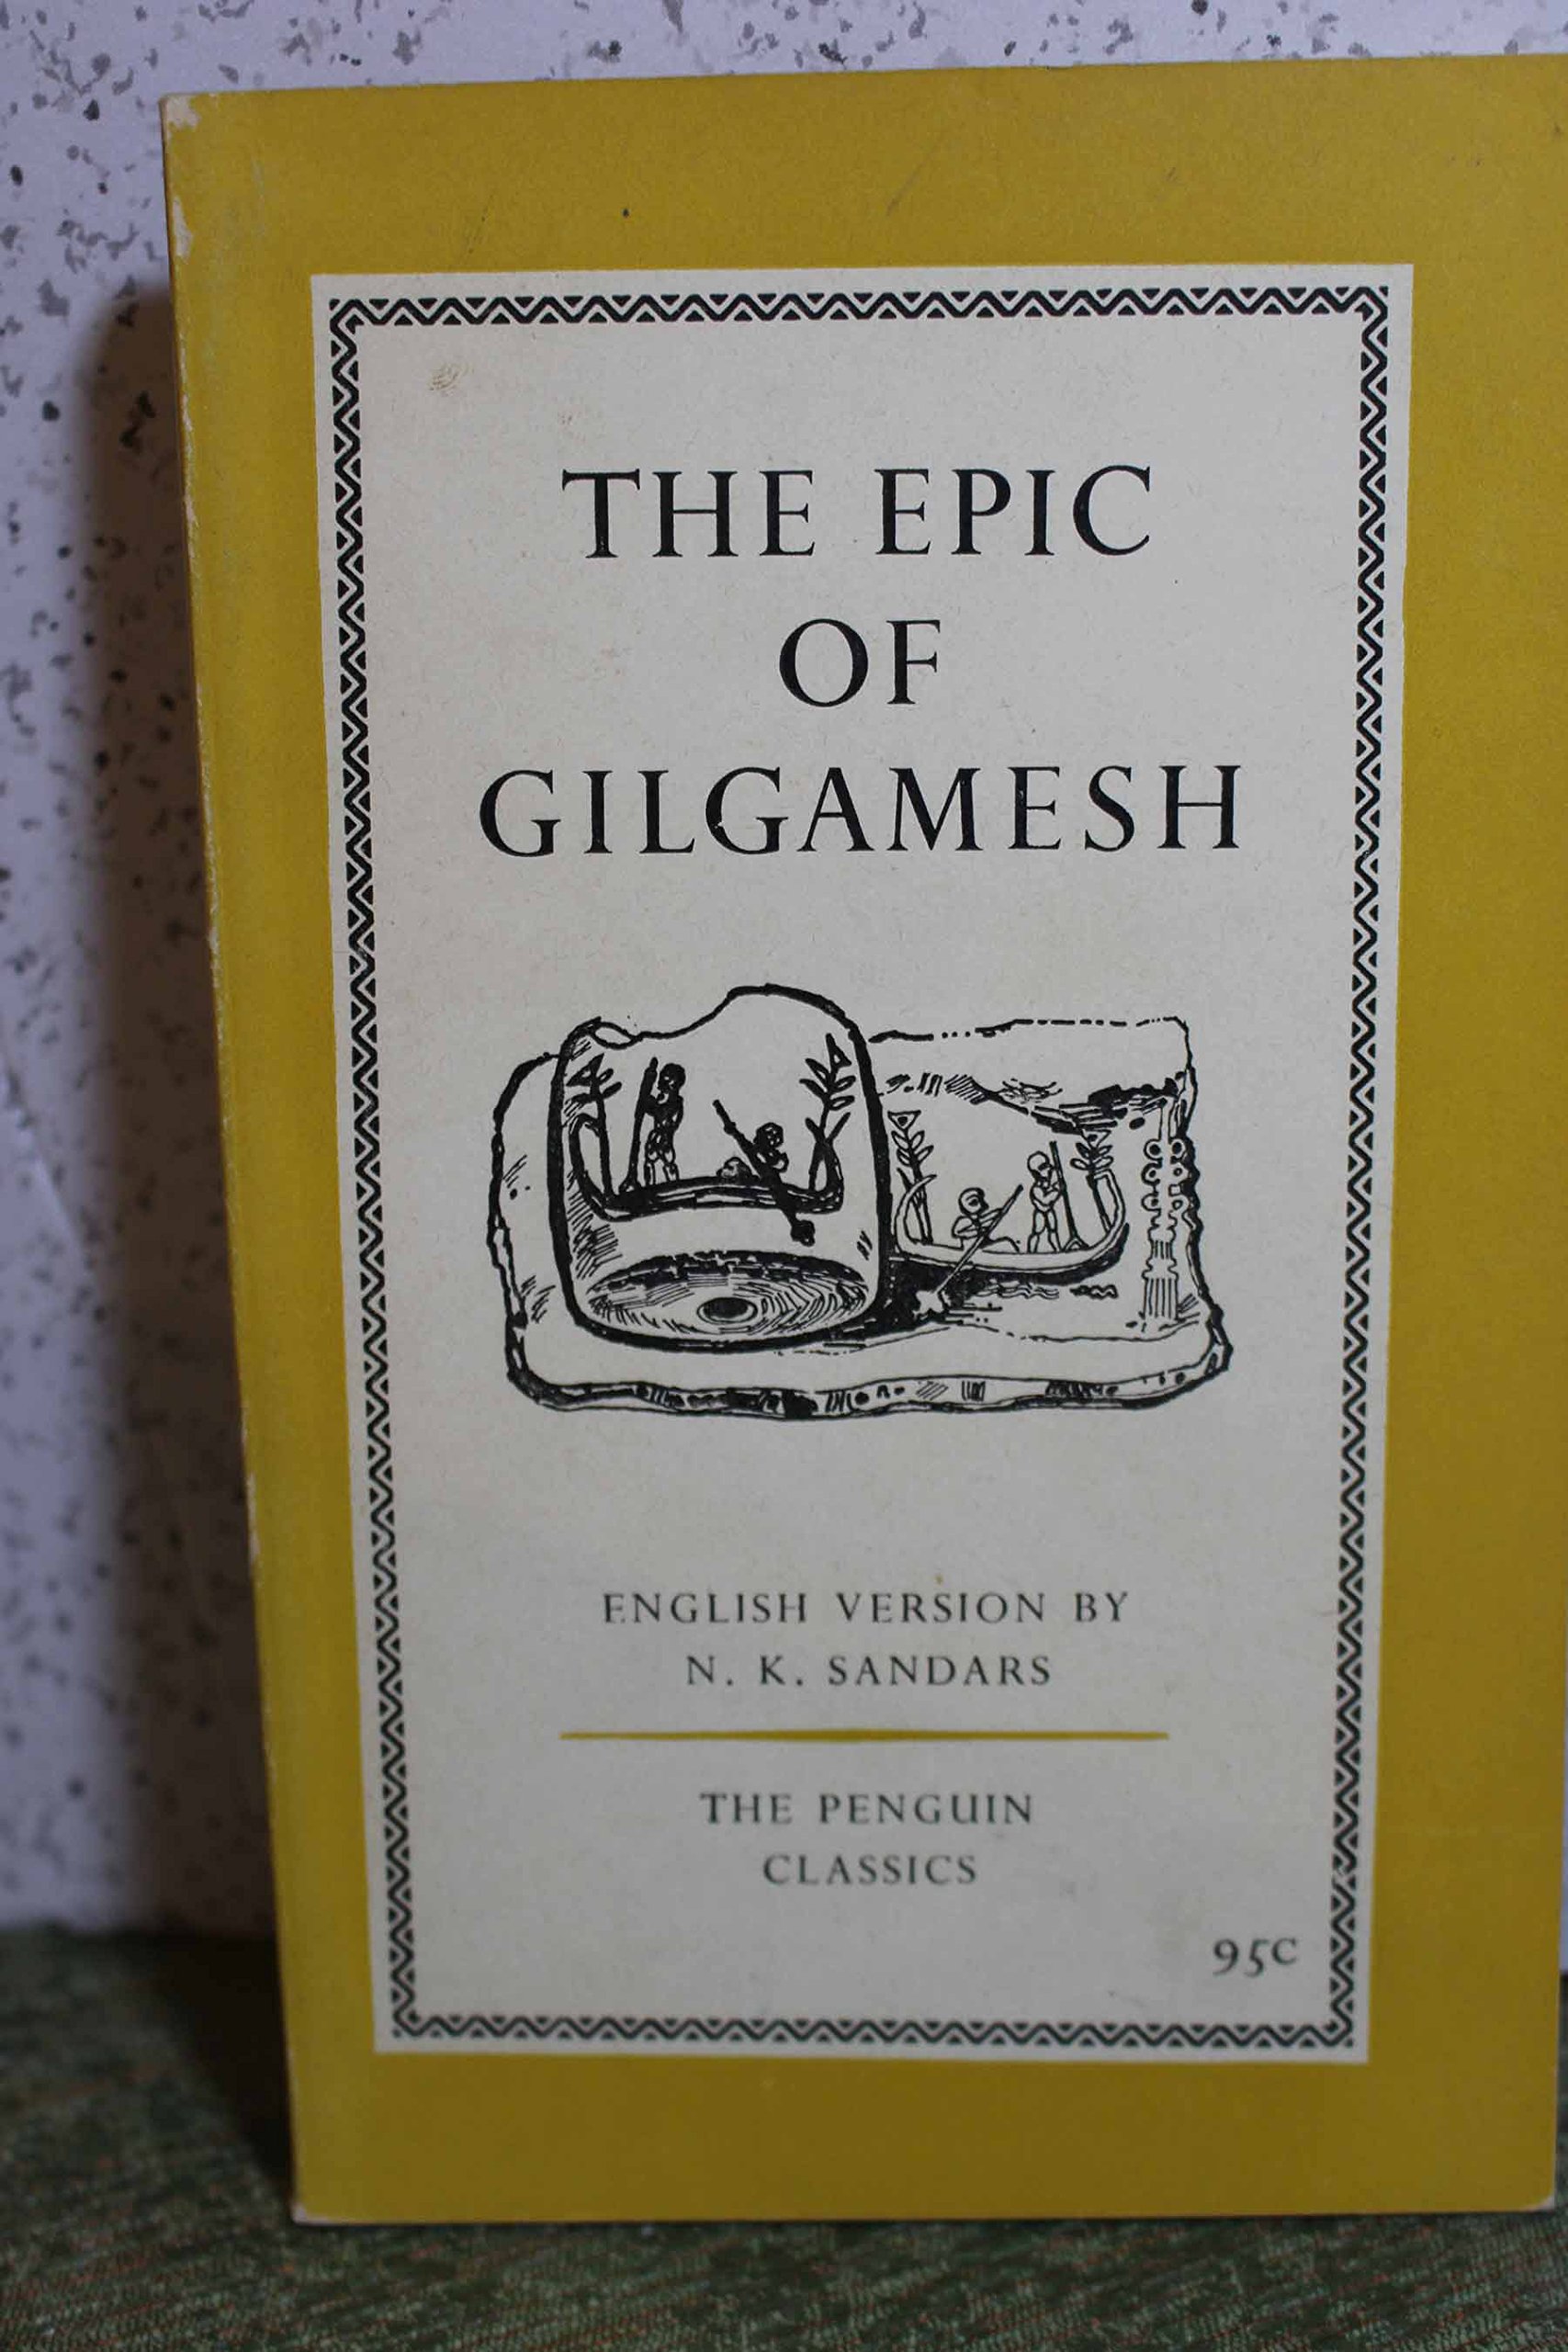 THE EPIC
OF
GILGAMESH
ENGLISH VERSION BY
N. K. SANDARS
THE PENGUIN
CLASSICS
95c